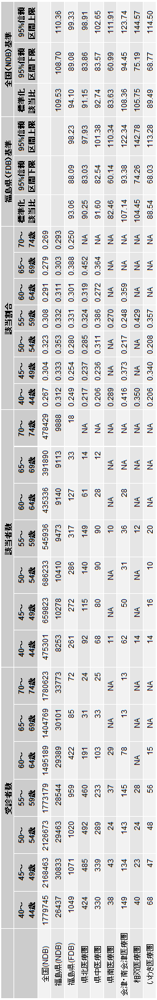 受診者数 該当者数 該当割合 福島県(FDB)基準 全国(NDB)基準
40～ 45～ 50～ 55～ 60～ 65～ 70～ 40～ 45～ 50～ 55～ 60～ 65～ 70～ 40～ 45～ 50～ 55～ 60～ 65～ 70～ 標準化 95%信頼 95%信頼 標準化 95%信頼 95%信頼
44歳 49歳 54歳 59歳 64歳 69歳 74歳 44歳 49歳 54歳 59歳 64歳 69歳 74歳 44歳 49歳 54歳 59歳 64歳 69歳 74歳 該当比 区間下限 区間上限 該当比 区間下限 区間上限
全国(NDB) 1779745 2168463 2126673 1773179 1495189 1404769 1780623 475301 659823 686233 545936 435336 391890 478429 0.267 0.304 0.323 0.308 0.291 0.279 0.269
福島県(NDB) 26437 30833 29463 28544 29389 30101 33773 8253 10278 10410 9473 9140 9113 9888 0.312 0.333 0.353 0.332 0.311 0.303 0.293 109.53 108.70 110.36
福島県(FDB) 1049 1071 1020 959 422 85 72 261 272 286 317 127 33 18 0.249 0.254 0.280 0.331 0.301 0.388 0.250 93.06 88.09 98.23 94.10 89.08 99.33
県北医療圏 424 485 492 460 191 31 24 92 115 140 149 61 14 NA 0.217 0.237 0.285 0.324 0.319 0.452 NA 90.25 83.03 97.93 91.15 83.86 98.91
県中医療圏 330 339 289 233 103 33 25 68 80 90 90 28 12 NA 0.206 0.236 0.311 0.386 0.272 0.364 NA 91.60 82.54 101.38 92.74 83.57 102.65
県南医療圏 38 43 24 37 29 NA NA 11 NA NA 10 NA NA NA 0.289 NA NA 0.270 NA NA NA 82.46 60.14 110.34 83.63 60.99 111.91
会津・南会津医療圏 149 134 143 145 78 13 13 62 50 31 36 28 NA NA 0.416 0.373 0.217 0.248 0.359 NA NA 107.14 93.38 122.34 108.36 94.45 123.74
相双医療圏 40 23 24 28 NA NA NA 14 NA NA 12 NA NA NA 0.350 NA NA 0.429 NA NA NA 104.45 74.26 142.78 105.75 75.19 144.57
いわき医療圏 68 47 48 56 15 NA NA 14 16 10 20 NA NA NA 0.206 0.340 0.208 0.357 NA NA NA 88.54 68.03 113.28 89.49 68.77 114.50